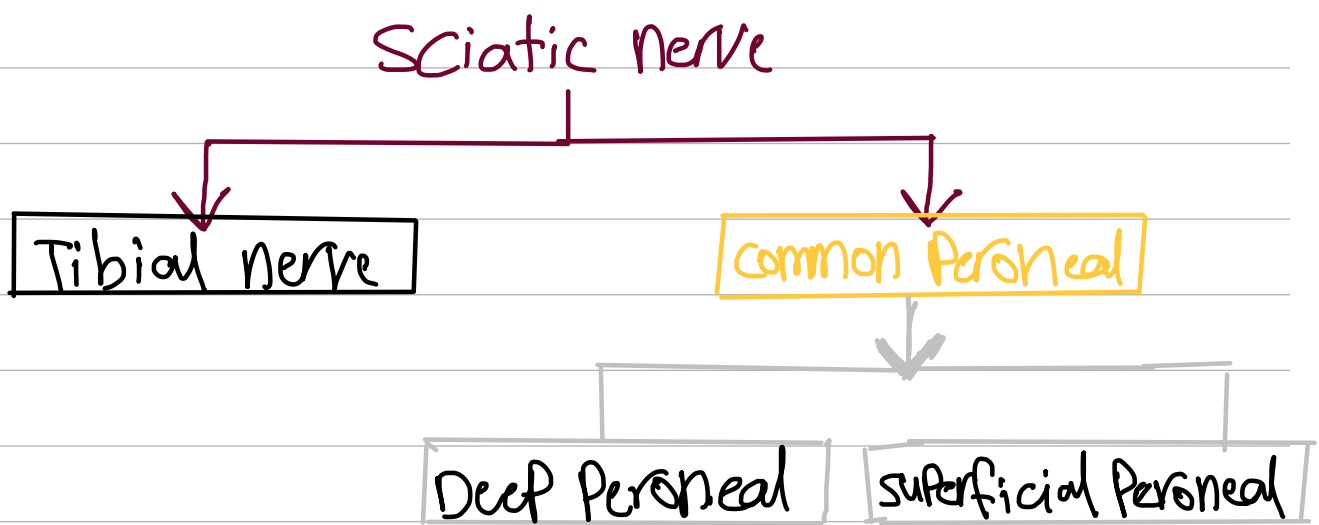 Sciatic nerve
Tibial nerve
common Peroneal
Deep Peroneal
superficial Peroneal